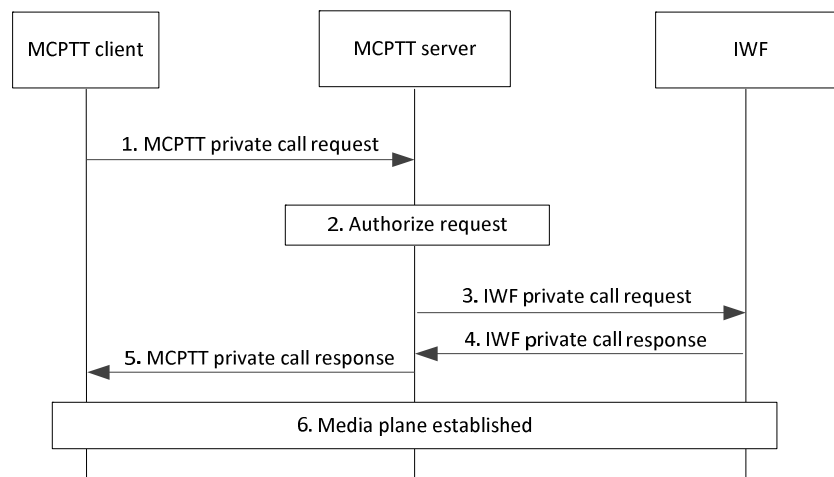 MCPTT client
MCPTT server
IWF
1. MCPTT private call request
2. Authorize request
3. IWF private call request
4. IWF private call response
5. MCPTT private call response
6. Media plane established